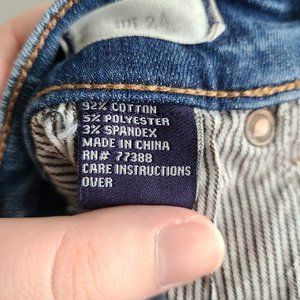 92% COTTON
5% POLYESTER
3% SPANDEX
MADE IN CHINA
RN# 77388
CARE INSTRUCTIONS
OVER